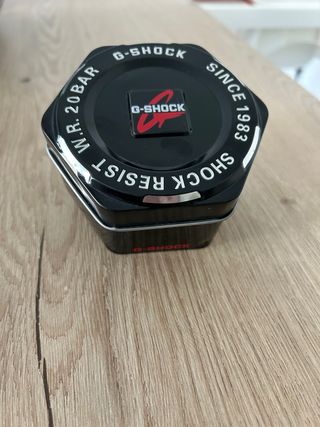 G-SHOCK
SINCE 1983
SHOCK RESIST
W.R. 20BAR
G-SHOCK
G-SHOCK